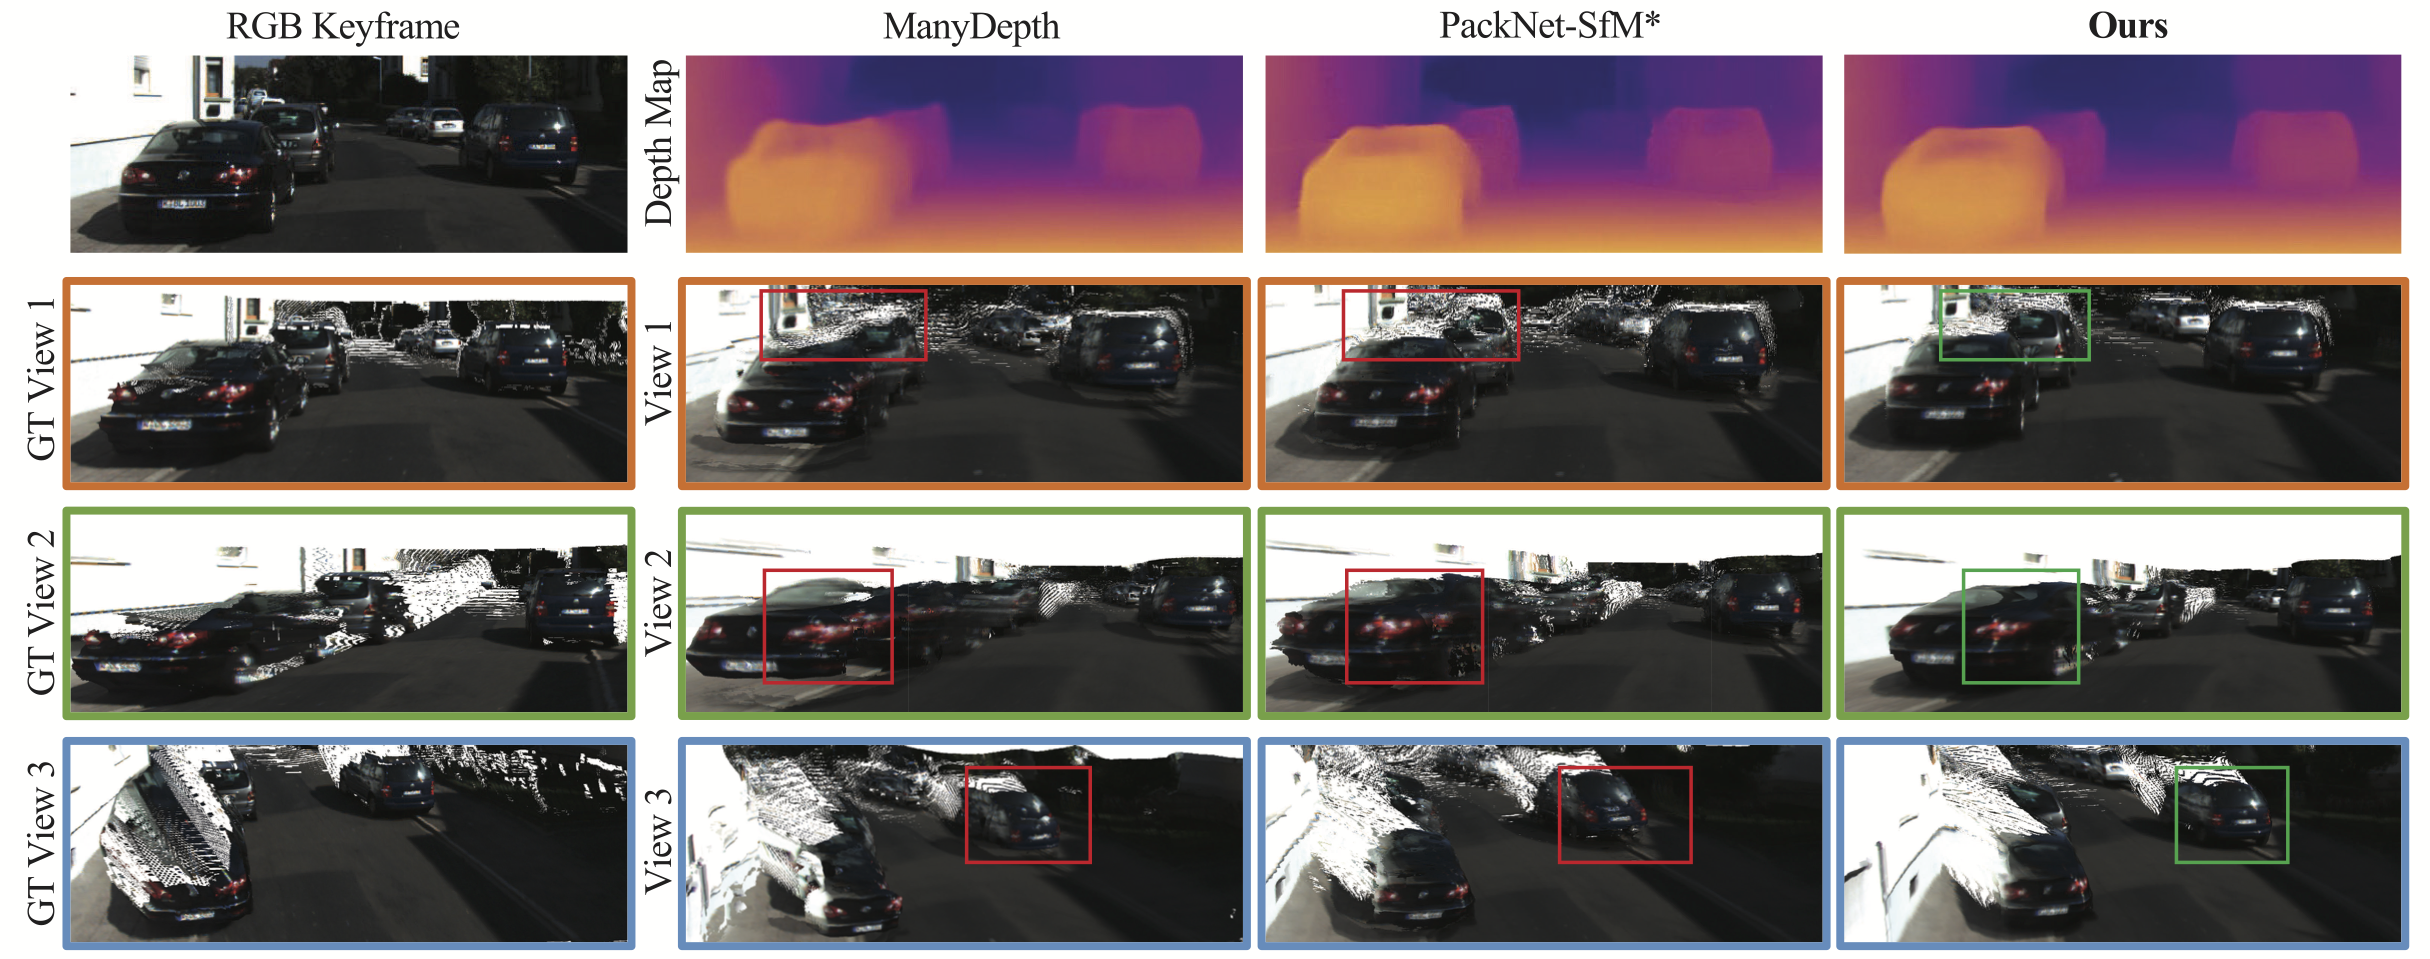 RGB Keyframe
ManyDepth
PackNet-SfM*
Ours
Depth Map
GT View 1
View 1
GT View 2
View 2
GT View 3
View 3